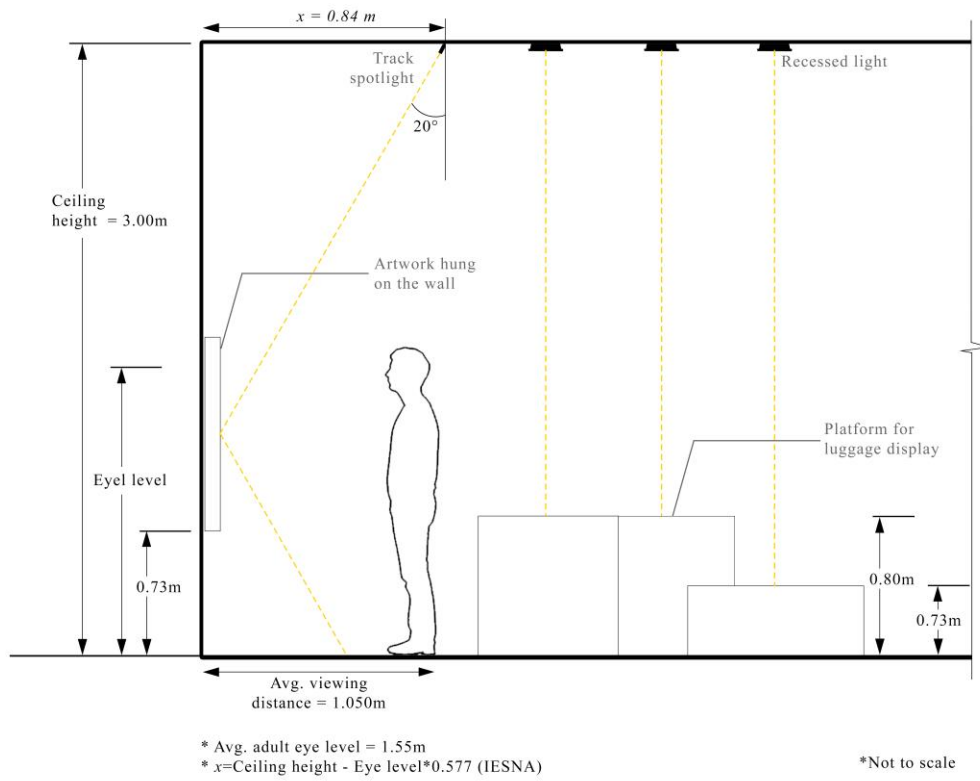 x = 0.84 m
Track
spotlight
Recessed light
20°
Ceiling
height = 3.00m
Artwork hung
on the wall
Platform for
luggage display
Eyel level
0.73m
0.80m
0.73m
Avg. viewing
distance = 1.050m
* Avg. adult eye level = 1.55m
* x=Ceiling height - Eye level*0.577 (IESNA)
*Not to scale